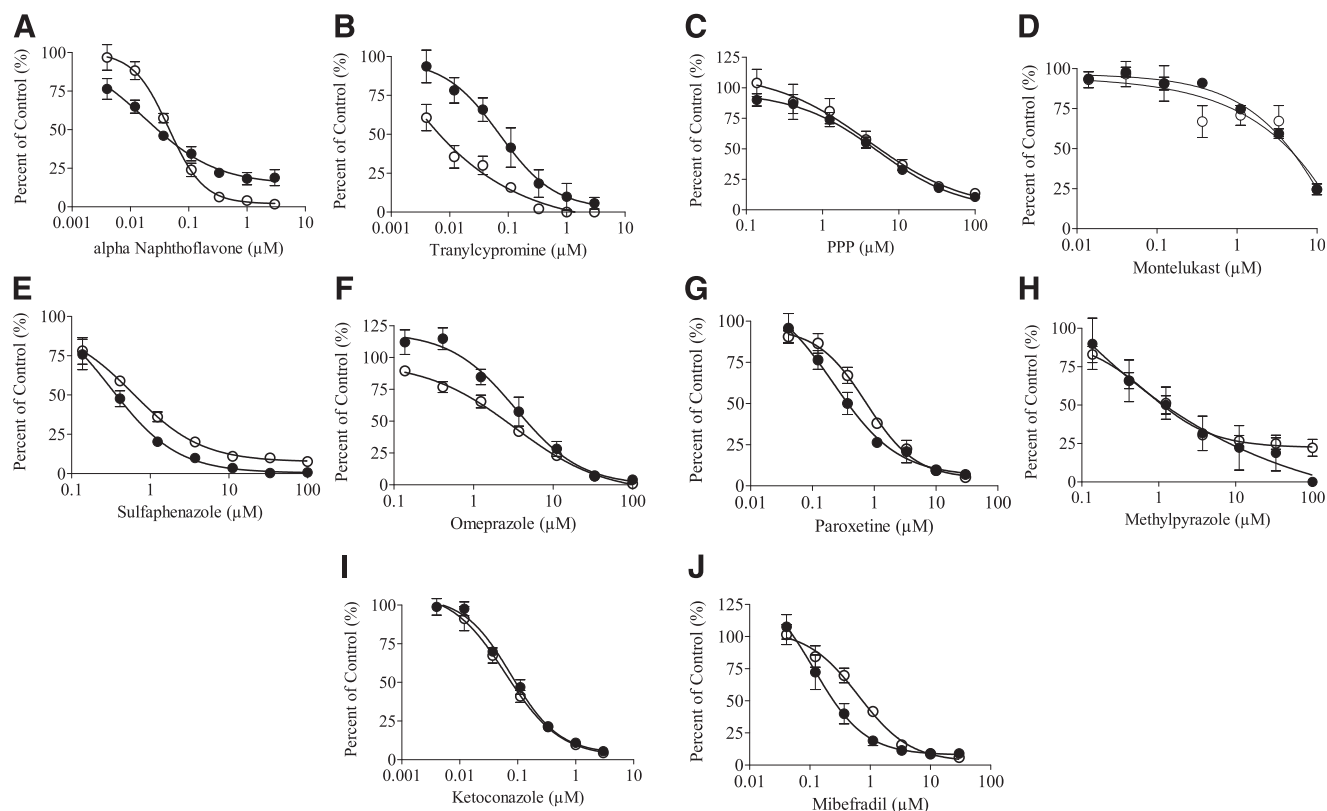 A
Percent of Control (%)
100
75
50
25
0
0.001 0.01 0.1 1 10
alpha Naphthoflavone (µM)
B
Percent of Control (%)
100
75
50
25
0
0.001 0.01 0.1 1 10
Tranylcypromine (µM)
C
Percent of Control (%)
125
100
75
50
25
0
0.1 1 10 100
PPP (µM)
D
Percent of Control (%)
100
75
50
25
0
0.01 0.1 1 10
Montelukast (µM)
E
Percent of Control (%)
100
75
50
25
0
0.1 1 10 100
Sulfaphenazole (µM)
F
Percent of Control (%)
125
100
75
50
25
0
0.1 1 10 100
Omeprazole (µM)
G
Percent of Control (%)
100
75
50
25
0
0.01 0.1 1 10 100
Paroxetine (µM)
H
Percent of Control (%)
100
75
50
25
0
0.1 1 10 100
Methylpyrazole (µM)
I
Percent of Control (%)
100
75
50
25
0
0.001 0.01 0.1 1 10
Ketoconazole (µM)
J
Percent of Control (%)
125
100
75
50
25
0
0.01 0.1 1 10 100
Mibefradil (µM)